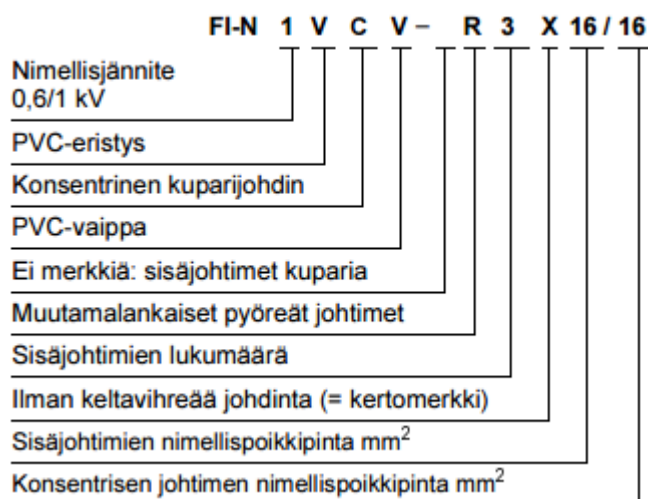 FI-N 1 V C V – R 3 X 16 / 16
Nimellisjännite
0,6/1 kV
PVC-eristys
Konsentrinen kuparijohdin
PVC-vaippa
Ei merkkiä: sisäjohtimet kuparia
Muutamalankaiset pyöreät johtimet
Sisäjohtimien lukumäärä
Ilman keltavihreää johdinta (= kertomerkki)
Sisäjohtimien nimellispoikkipinta mm²
Konsentrisen johtimen nimellispoikkipinta mm²